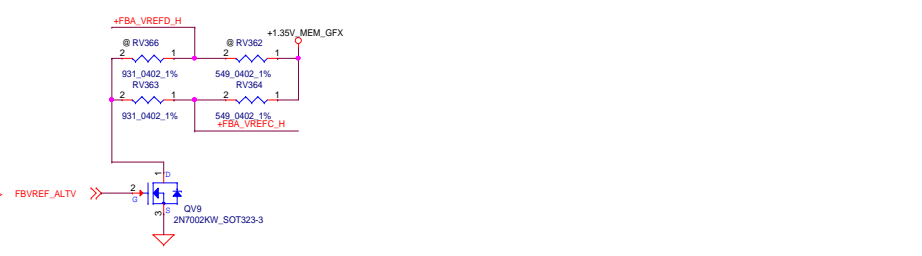 +FBA_VREFD_H
+1.35V_MEM_GFX
@ RV366
@ RV362
2 1 2 1
931_0402_1% 549_0402_1%
RV363 RV364
2 1 2 1
931_0402_1% 549_0402_1%
+FBA_VREFC_H
1 D
FBVREF_ALTV 2
G
3 S
QV9
2N7002KW_SOT323-3